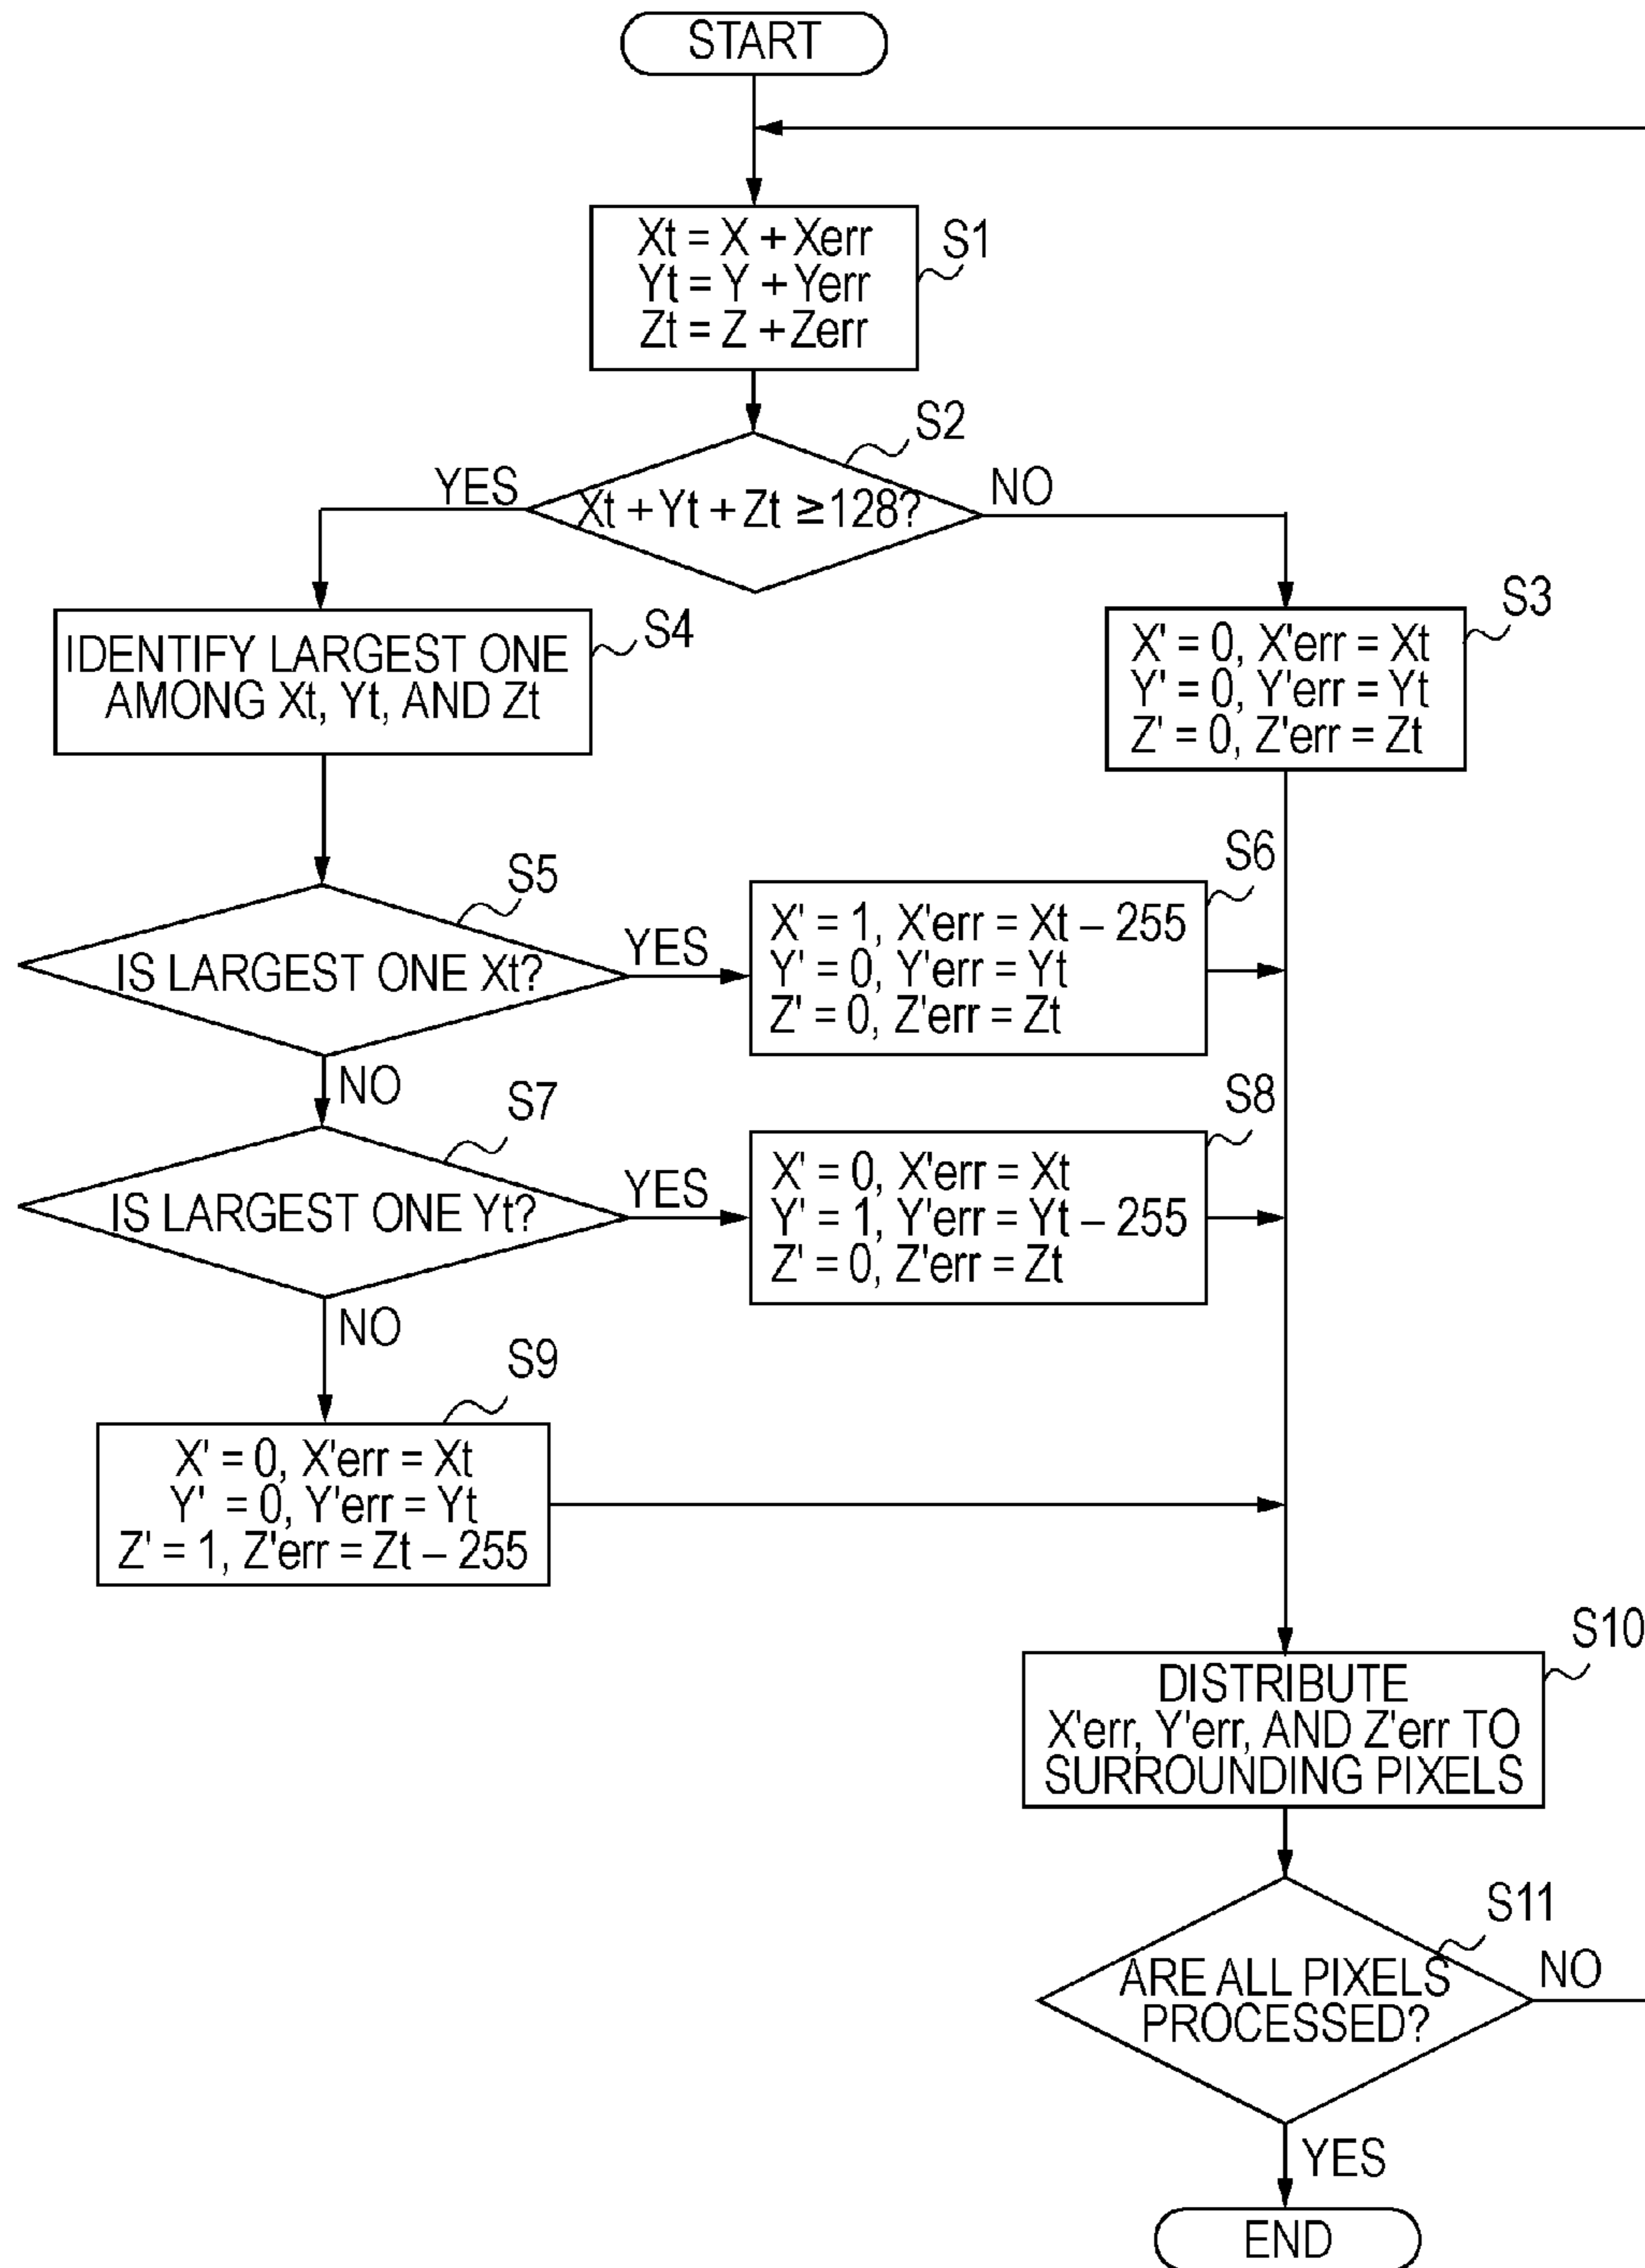 START
Xt = X + Xerr
Yt = Y + Yerr
Zt = Z + Zerr
S1
S2
YES
Xt + Yt + Zt ≥ 128?
NO
S4
IDENTIFY LARGEST ONE
AMONG Xt, Yt, AND Zt
S3
X' = 0, X'err = Xt
Y' = 0, Y'err = Yt
Z' = 0, Z'err = Zt
S5
IS LARGEST ONE Xt?
YES
NO
S6
X' = 1, X'err = Xt – 255
Y' = 0, Y'err = Yt
Z' = 0, Z'err = Zt
S7
IS LARGEST ONE Yt?
YES
NO
S8
X' = 0, X'err = Xt
Y' = 1, Y'err = Yt – 255
Z' = 0, Z'err = Zt
S9
X' = 0, X'err = Xt
Y' = 0, Y'err = Yt
Z' = 1, Z'err = Zt – 255
S10
DISTRIBUTE
X'err, Y'err, AND Z'err TO
SURROUNDING PIXELS
S11
ARE ALL PIXELS
PROCESSED?
NO
YES
END